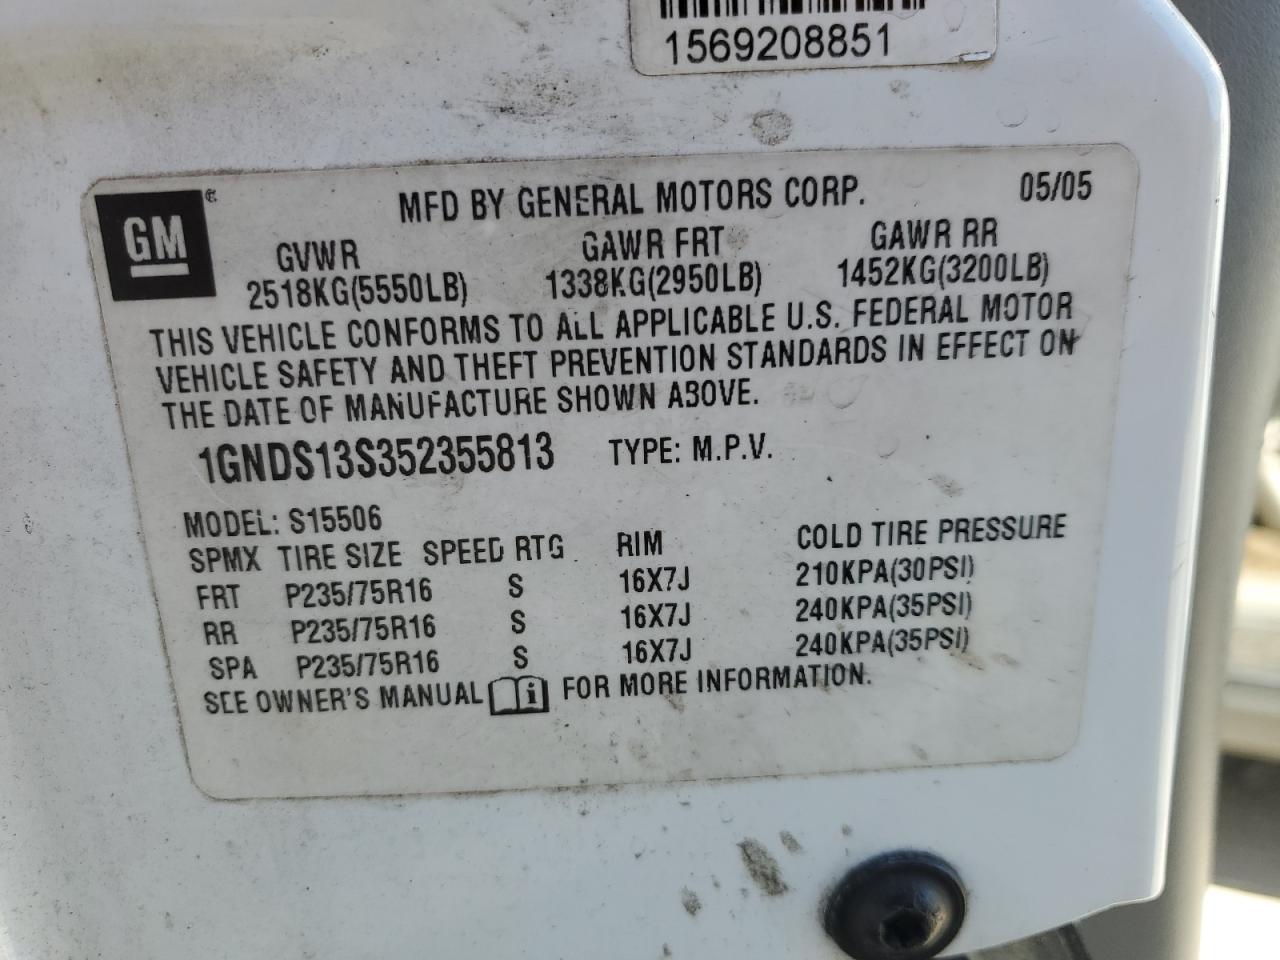 1569208851
GM
MFD BY GENERAL MOTORS CORP. 05/05
GVWR GAWR FRT GAWR RR
2518KG(5550LB) 1338KG(2950LB) 1452KG(3200LB)
THIS VEHICLE CONFORMS TO ALL APPLICABLE U.S. FEDERAL MOTOR
VEHICLE SAFETY AND THEFT PREVENTION STANDARDS IN EFFECT ON
THE DATE OF MANUFACTURE SHOWN ABOVE.
1GNDS13S352355813 TYPE: M.P.V.
MODEL: S15506
SPMX TIRE SIZE SPEED RTG RIM COLD TIRE PRESSURE
FRT P235/75R16 S 16X7J 210KPA(30PSI)
RR P235/75R16 S 16X7J 240KPA(35PSI)
SPA P235/75R16 S 16X7J 240KPA(35PSI)
SEE OWNER'S MANUAL FOR MORE INFORMATION.